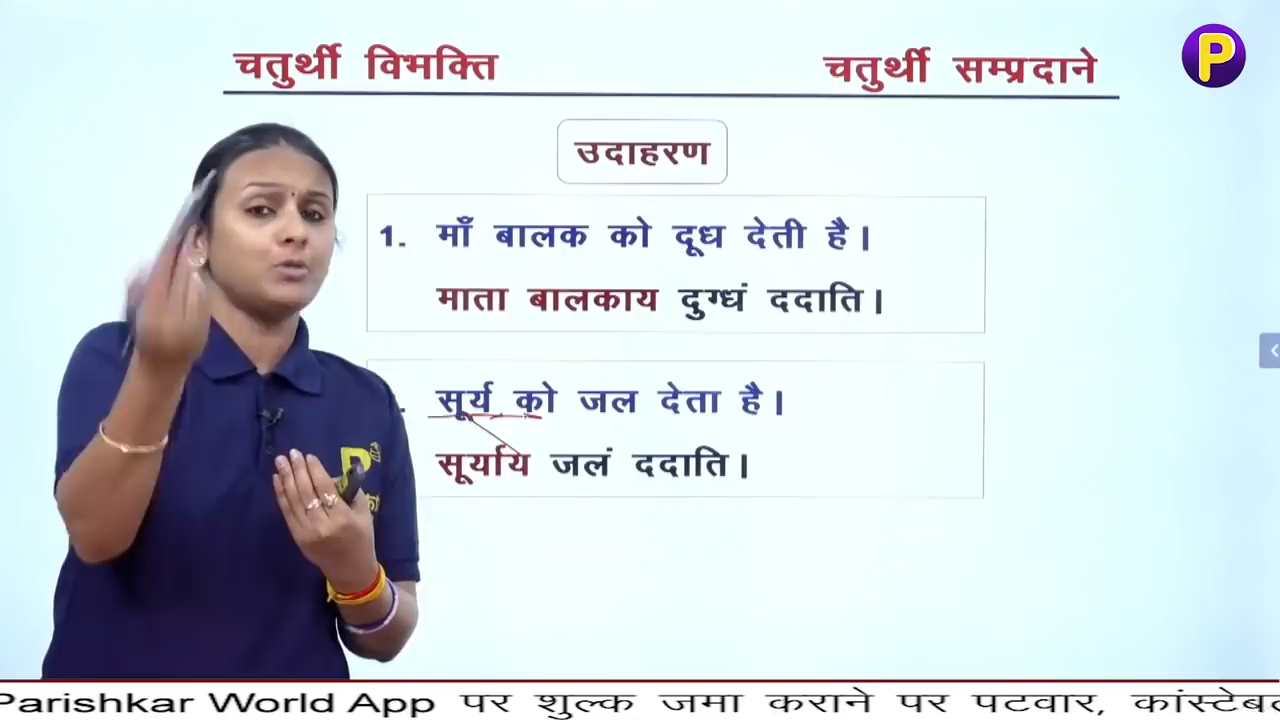 चतुर्थी विभक्ति
चतुर्थी सम्प्रदाने
P
उदाहरण
1. माँ बालक को दूध देती है।
माता बालकाय दुग्धं ददाति।
सूर्य को जल देता है।
सूर्याय जलं ददाति।
Parishkar World App पर शुल्क जमा कराने पर पटवार,